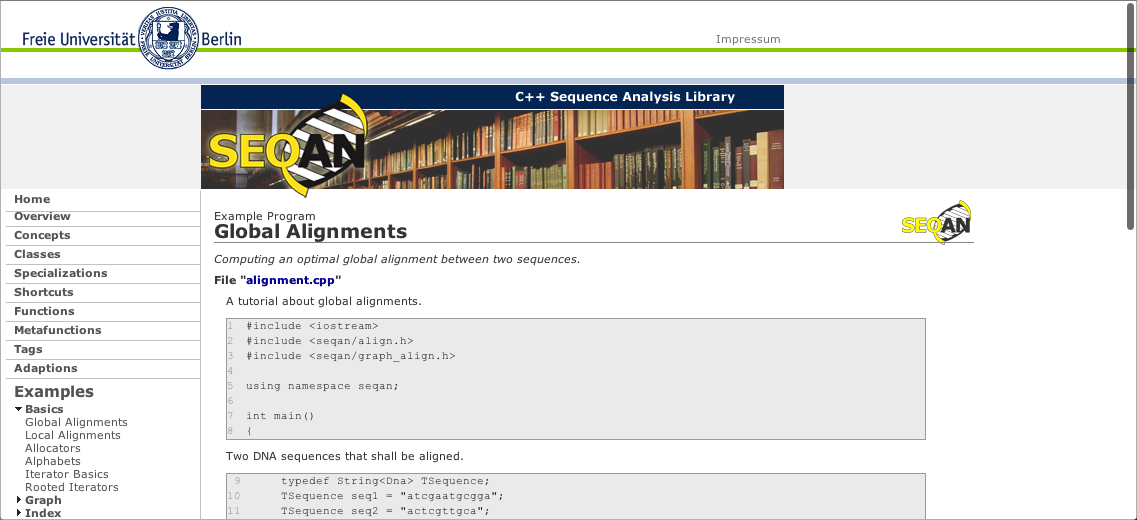 Freie Universität Berlin
Impressum
C++ Sequence Analysis Library
SEQAN
Home
Overview
Concepts
Classes
Specializations
Shortcuts
Functions
Metafunctions
Tags
Adaptions
Examples
Basics
Global Alignments
Local Alignments
Allocators
Alphabets
Iterator Basics
Rooted Iterators
Graph
Index
Example Program
Global Alignments
SEQAN
Computing an optimal global alignment between two sequences.
File "alignment.cpp"
A tutorial about global alignments.
1 #include <iostream>
2 #include <seqan/align.h>
3 #include <seqan/graph_align.h>
4
5 using namespace seqan;
6
7 int main()
8 {
Two DNA sequences that shall be aligned.
9 typedef String<Dna> TSequence;
10 TSequence seq1 = "atcgaatgcgga";
11 TSequence seq2 = "actcgttgca";